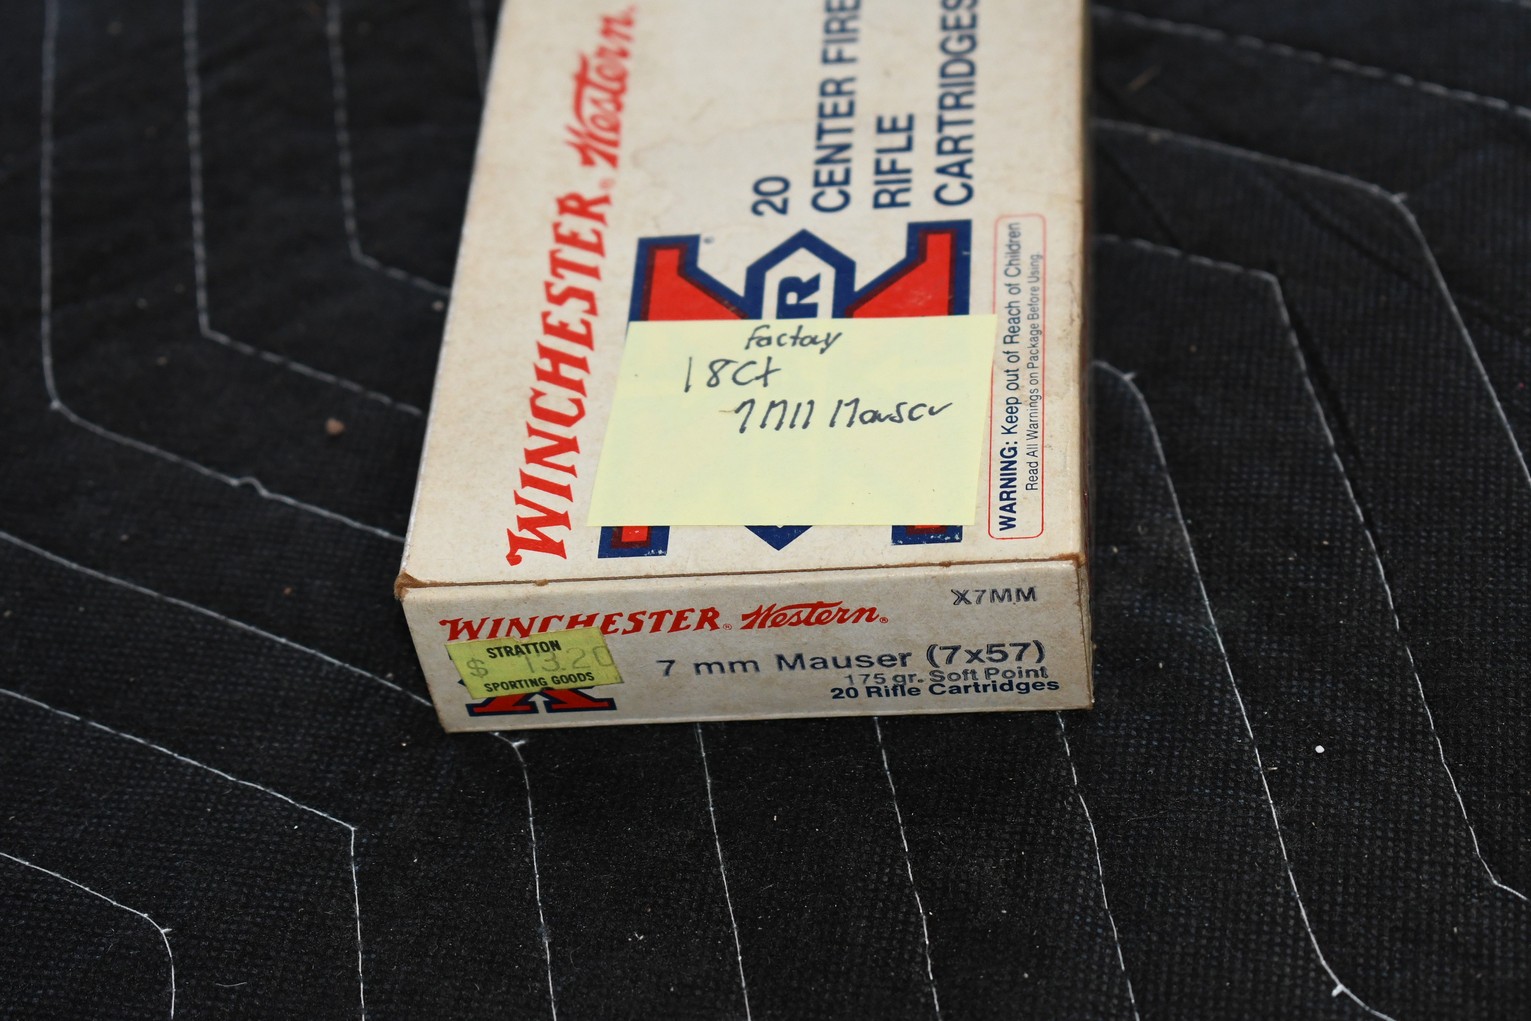 WINCHESTER® Western®
20
CENTER FIRE
RIFLE
CARTRIDGES
R
WARNING: Keep out of Reach of Children
Read All Warnings on Package Before Using.
Factory
18Ct
7MM Mauser
WINCHESTER® Western®
X7MM
STRATTON
$ 13.20
SPORTING GOODS
7 mm Mauser (7x57)
175 gr. Soft Point
20 Rifle Cartridges